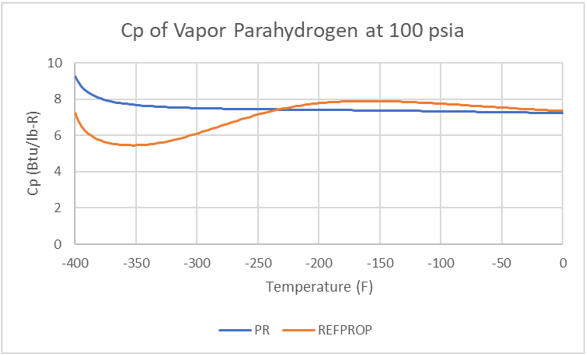 Cp of Vapor Parahydrogen at 100 psia
10
8
6
4
2
0
Cp (Btu/lb-R)
-400 -350 -300 -250 -200 -150 -100 -50 0
Temperature (F)
PR REFPROP